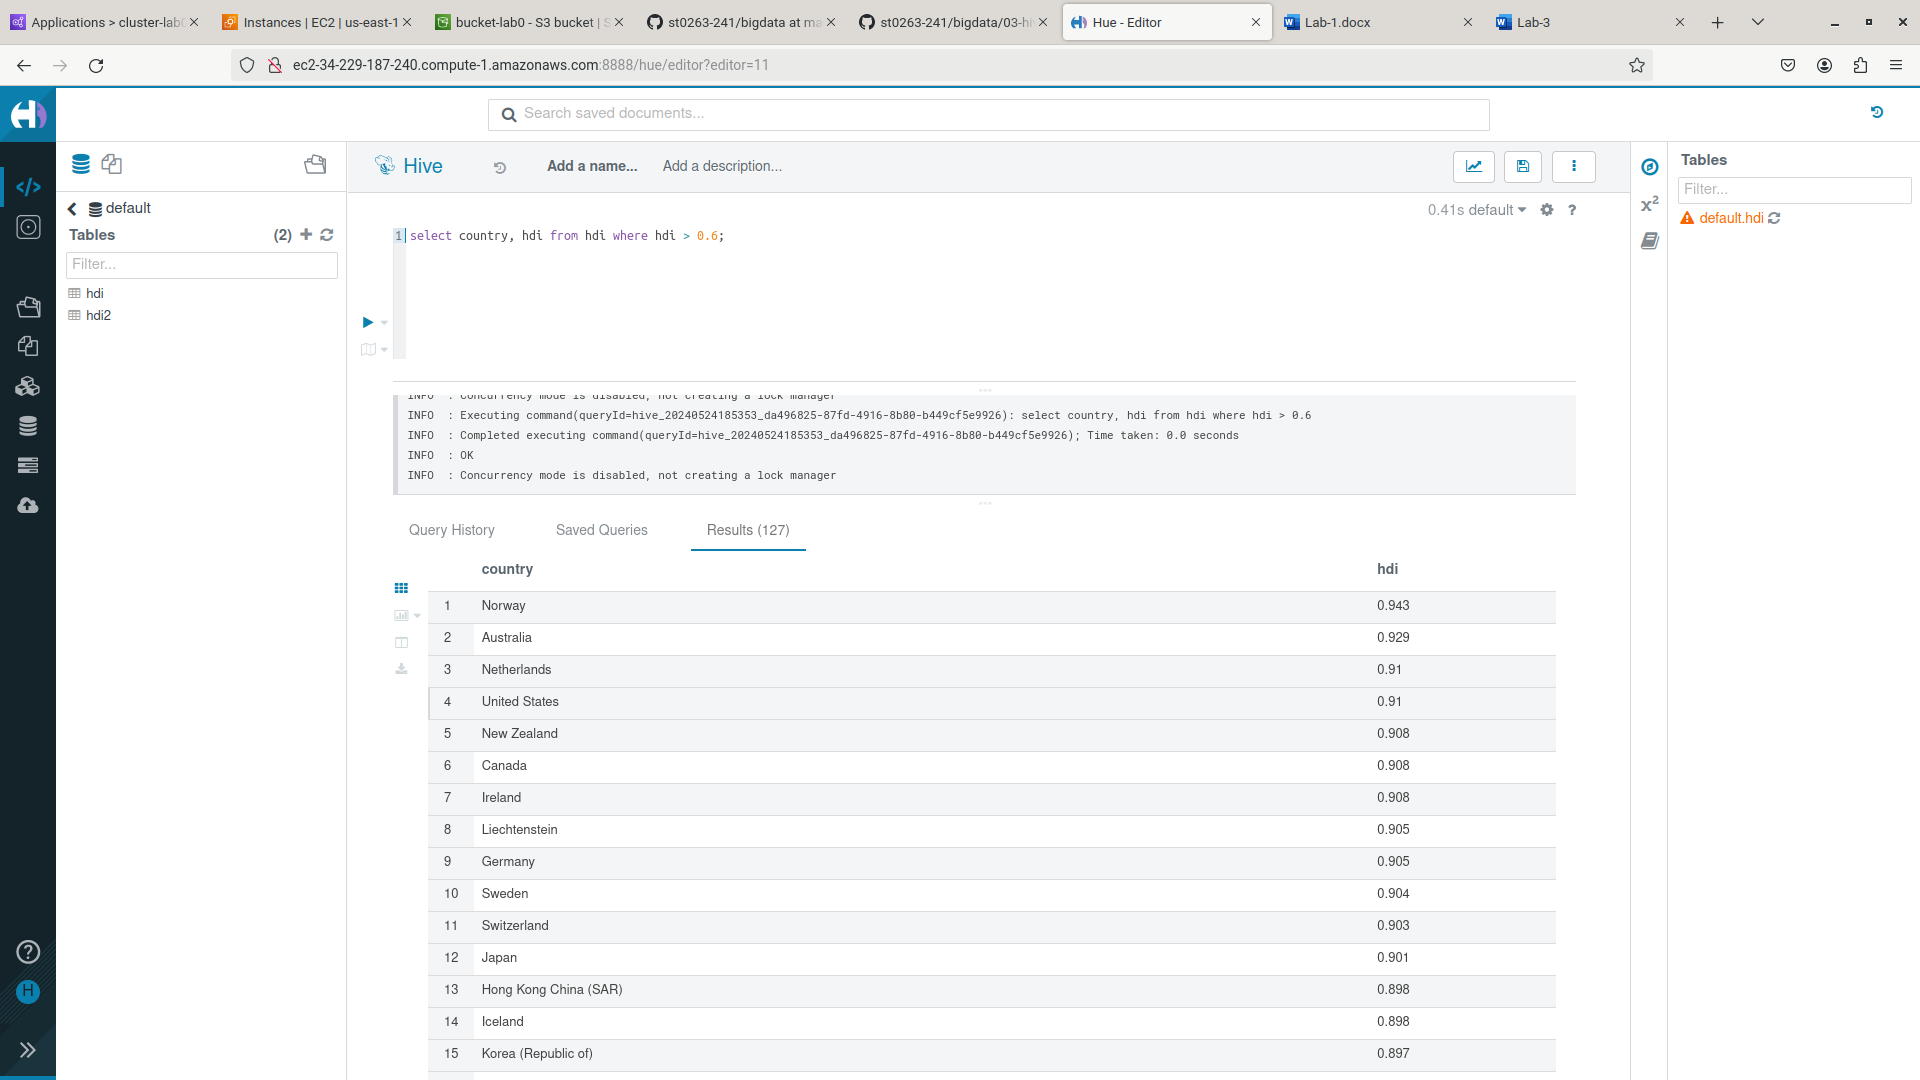 Applications > cluster-lab0
Instances | EC2 | us-east-1
bucket-lab0 - S3 bucket | S
st0263-241/bigdata at ma
st0263-241/bigdata/03-hi
Hue - Editor
Lab-1.docx
Lab-3
ec2-34-229-187-240.compute-1.amazonaws.com:8888/hue/editor?editor=11
Search saved documents...
Hive
Add a name...
Add a description...
Tables
Filter...
default.hdi
default
Tables
(2)
Filter...
hdi
hdi2
0.41s default
?
1 select country, hdi from hdi where hdi > 0.6;
INFO : Concurrency mode is disabled, not creating a lock manager
INFO : Executing command(queryId=hive_20240524185353_da496825-87fd-4916-8b80-b449cf5e9926): select country, hdi from hdi where hdi > 0.6
INFO : Completed executing command(queryId=hive_20240524185353_da496825-87fd-4916-8b80-b449cf5e9926); Time taken: 0.0 seconds
INFO : OK
INFO : Concurrency mode is disabled, not creating a lock manager
Query History
Saved Queries
Results (127)
country hdi
1 Norway 0.943
2 Australia 0.929
3 Netherlands 0.91
4 United States 0.91
5 New Zealand 0.908
6 Canada 0.908
7 Ireland 0.908
8 Liechtenstein 0.905
9 Germany 0.905
10 Sweden 0.904
11 Switzerland 0.903
12 Japan 0.901
13 Hong Kong China (SAR) 0.898
14 Iceland 0.898
15 Korea (Republic of) 0.897
x²
H